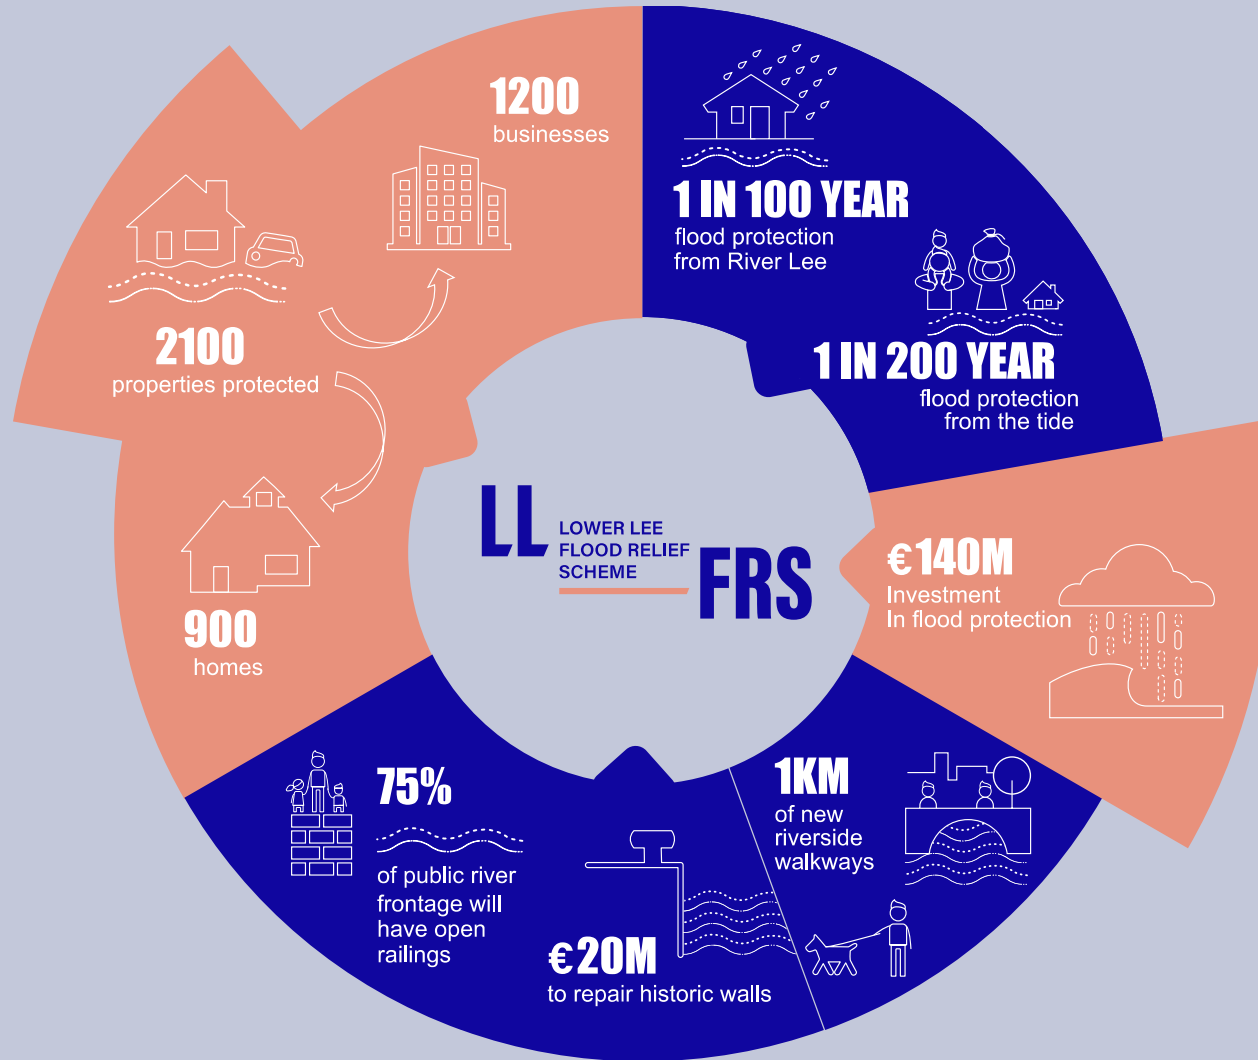 1200
businesses
1 IN 100 YEAR
flood protection
from River Lee
1 IN 200 YEAR
flood protection
from the tide
2100
properties protected
900
homes
LL
LOWER LEE
FLOOD RELIEF
SCHEME
FRS
€140M
Investment
In flood protection
75%
of public river
frontage will
have open
railings
€20M
to repair historic walls
1KM
of new
riverside
walkways